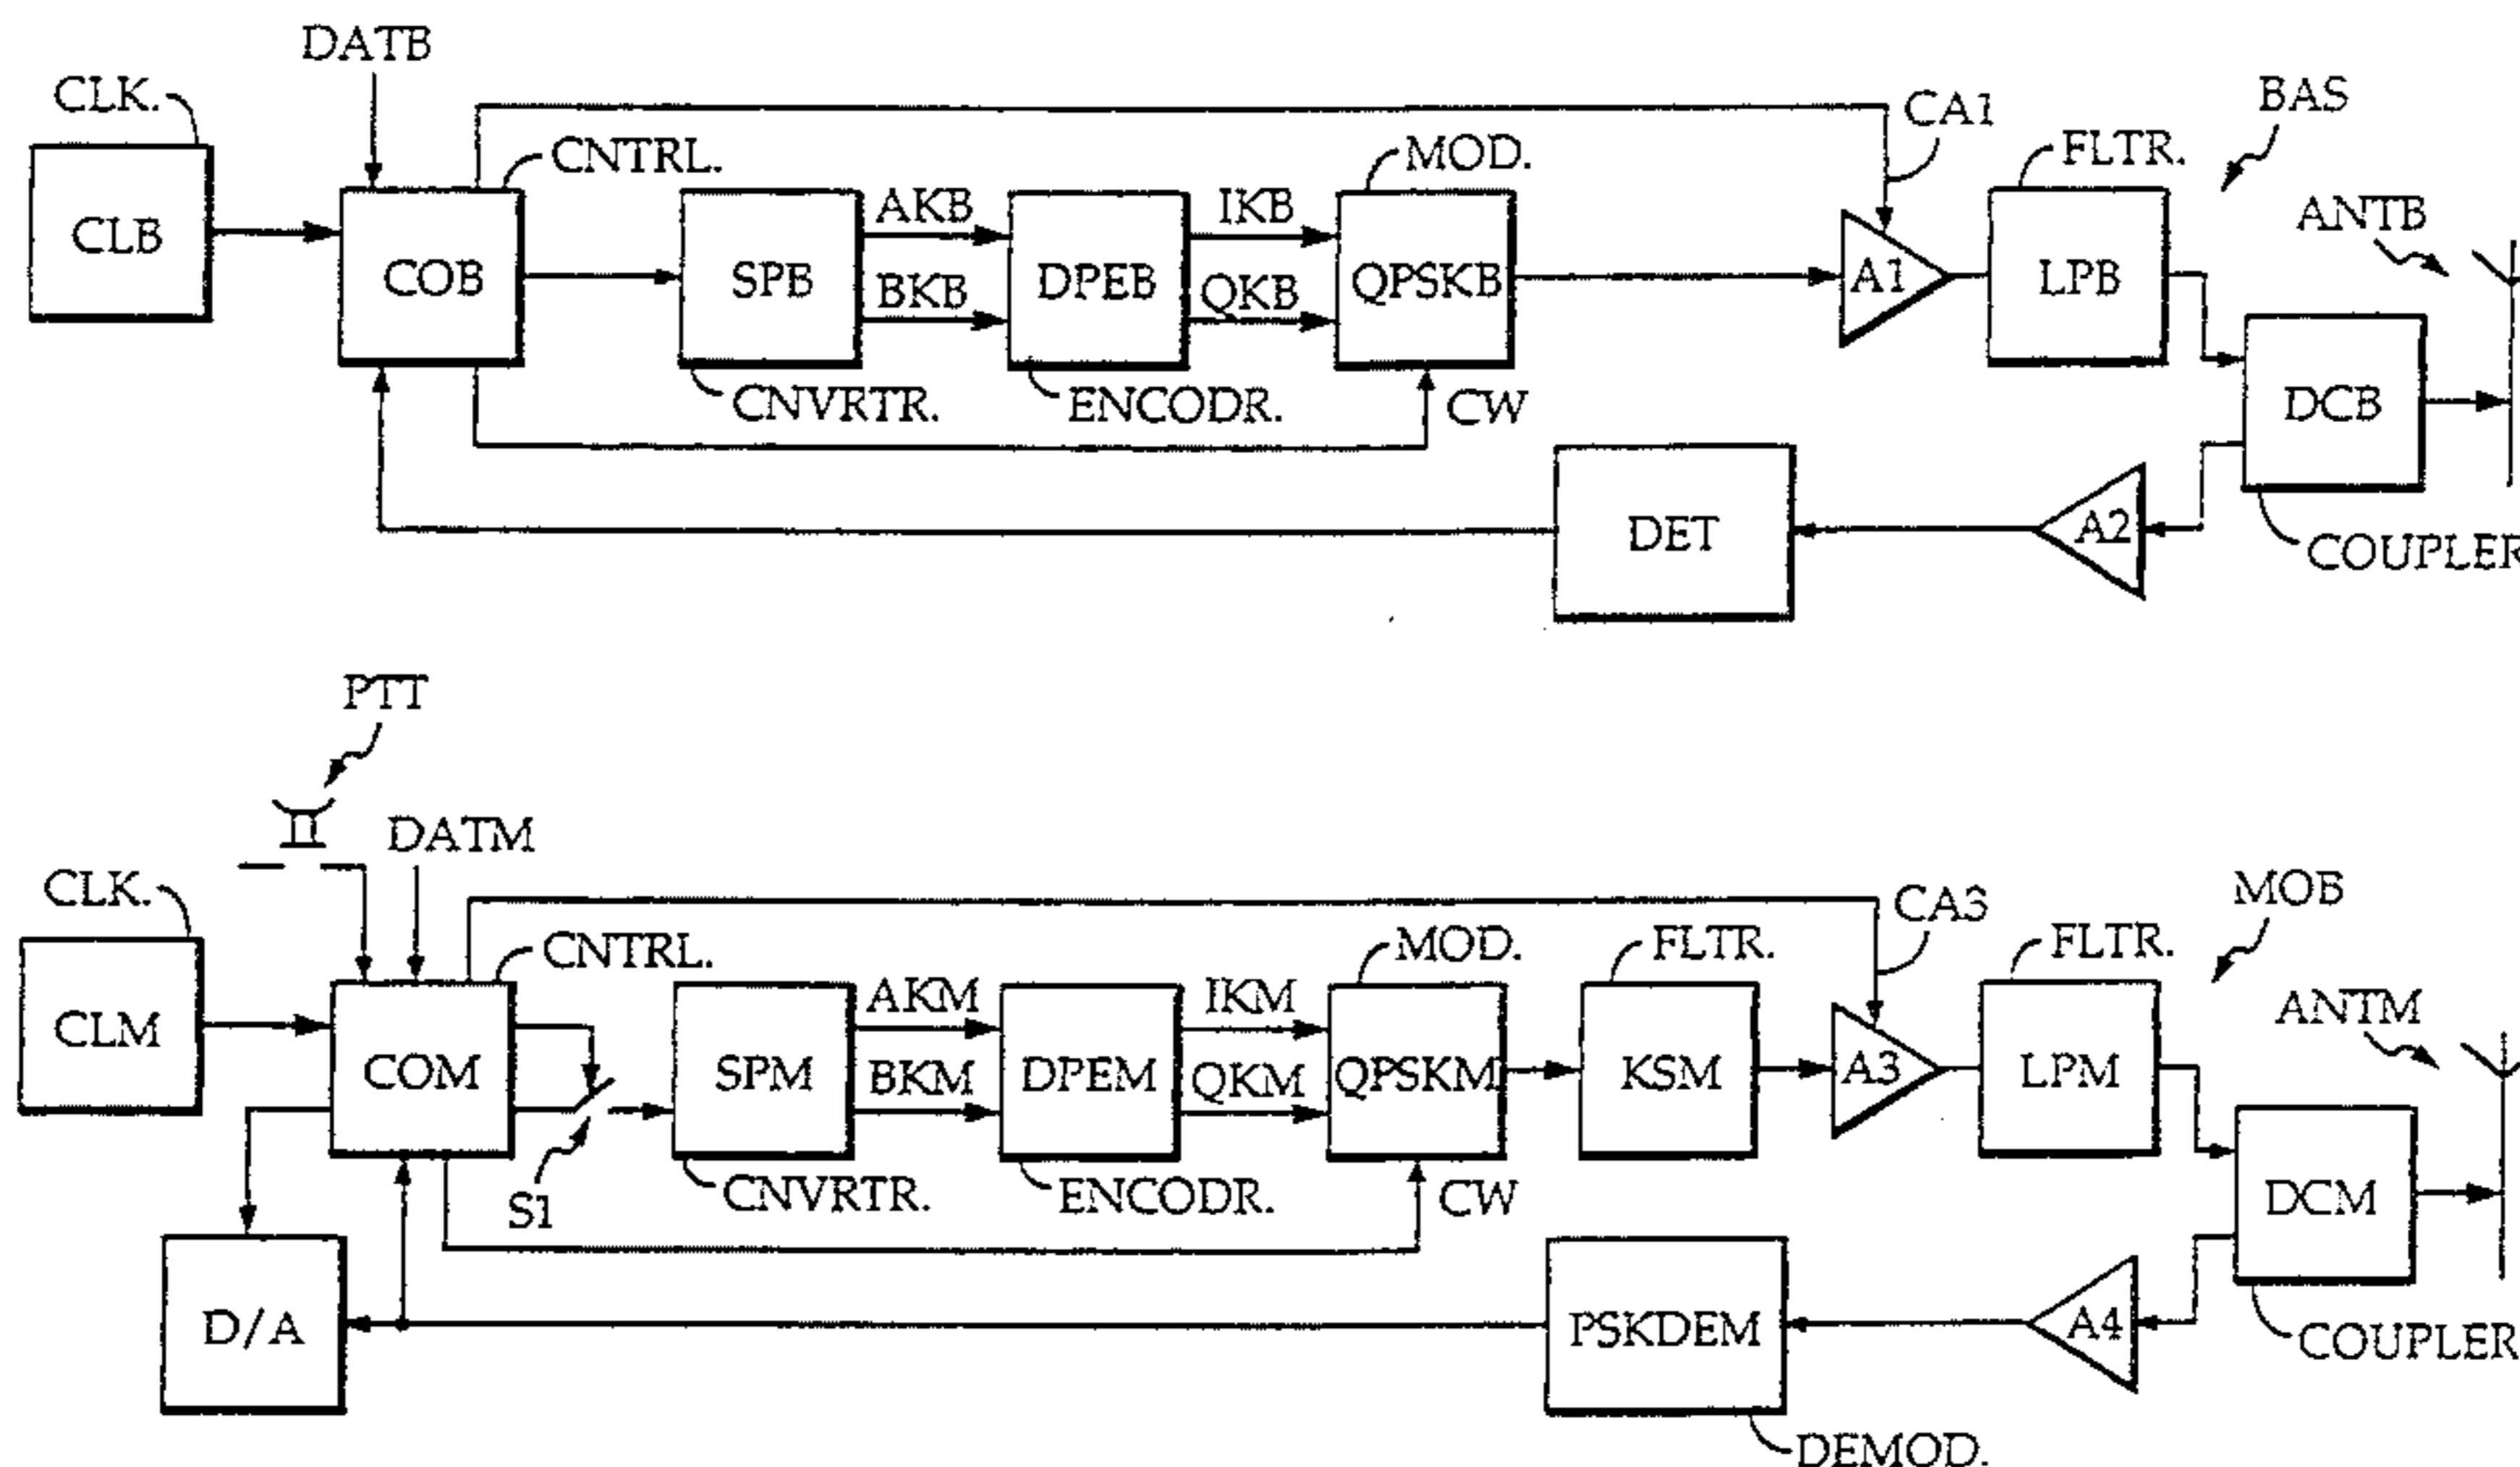 DATB
CLK.
CA1
BAS
CNTRL.
MOD.
FLTR.
AKB
IKB
ANTB
CLB
COB
SPB
DPEB
QPSKB
A1
LPB
BKB
QKB
DCB
CNVRTR.
ENCODR.
CW
DET
A2
COUPLER
PTT
DATM
CLK.
CA3
MOB
CNTRL.
MOD.
FLTR.
FLTR.
AKM
IKM
ANTM
CLM
COM
SPM
BKM
DPEM
QKM
QPSKM
KSM
A3
LPM
S1
CNVRTR.
ENCODR.
CW
DCM
D/A
PSKDEM
A4
COUPLER
DEMOD.